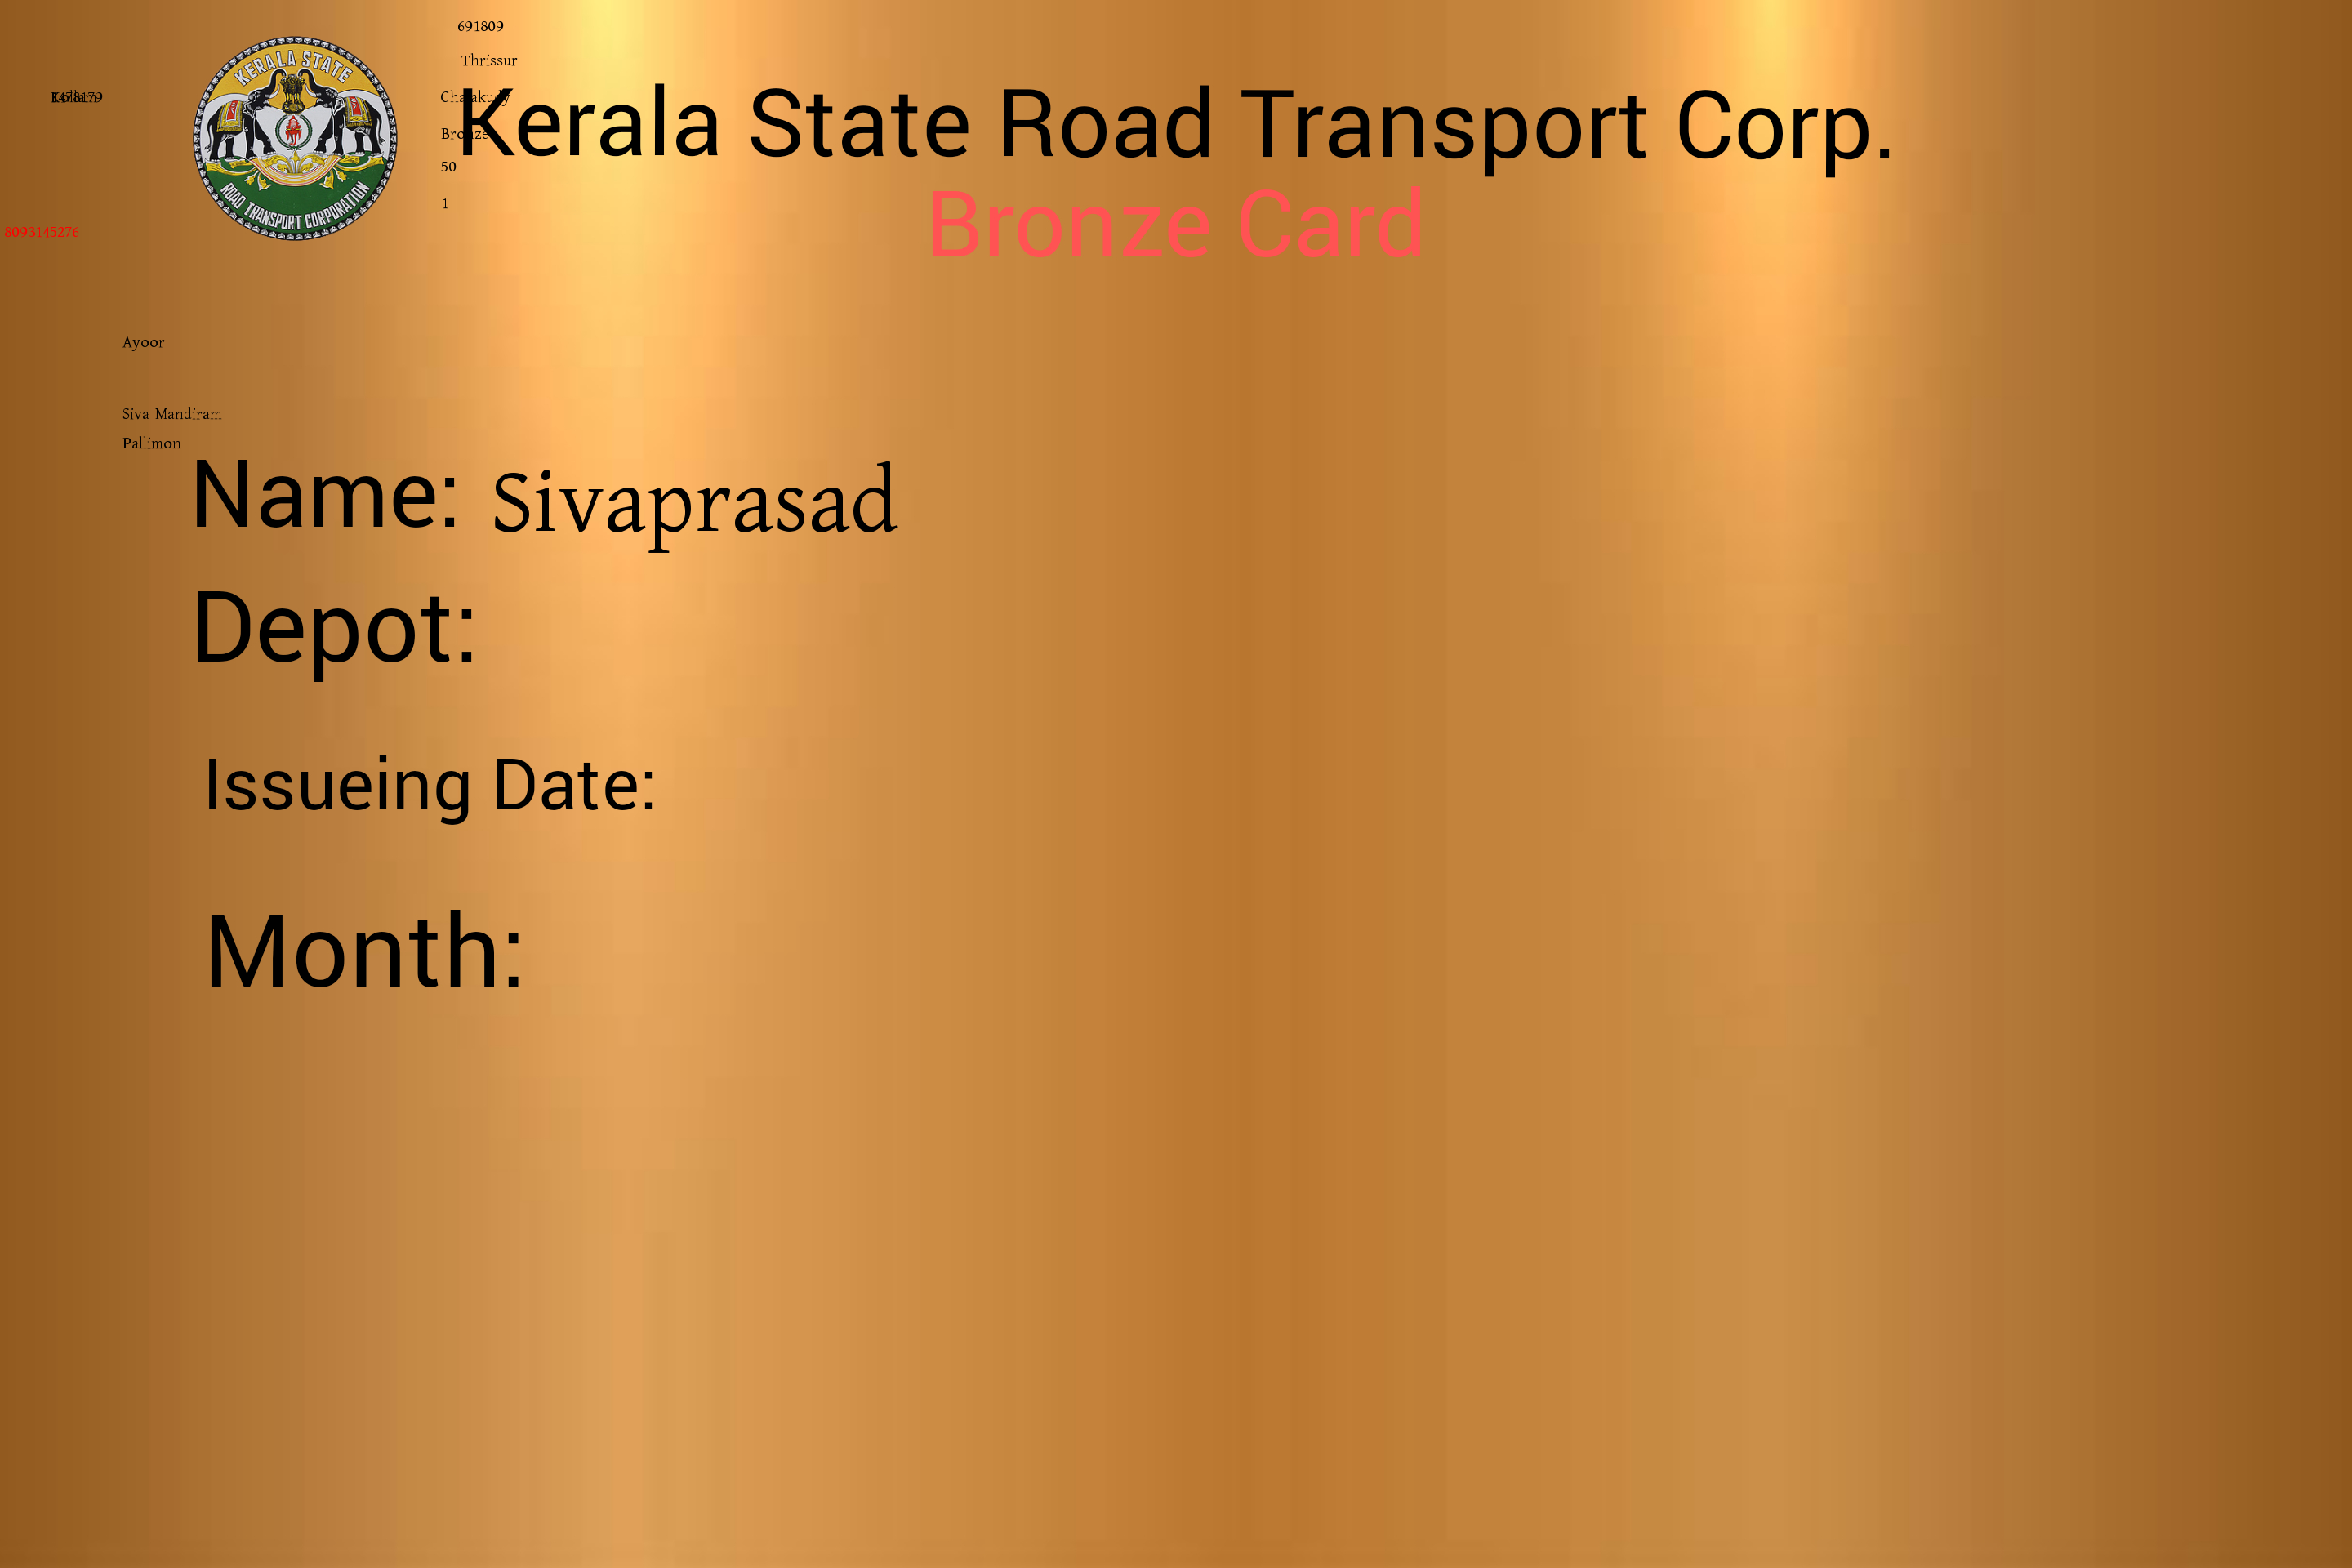 691809
Thrissur
KERALA STATE
ROAD TRANSPORT CORPORATION
Chalakudy
Kerala State Road Transport Corp.
Bronze
50
1
Bronze Card
8093145276
Ayoor
Siva Mandiram
Pallimon
Name: Sivaprasad
Depot:
Issueing Date:
Month: